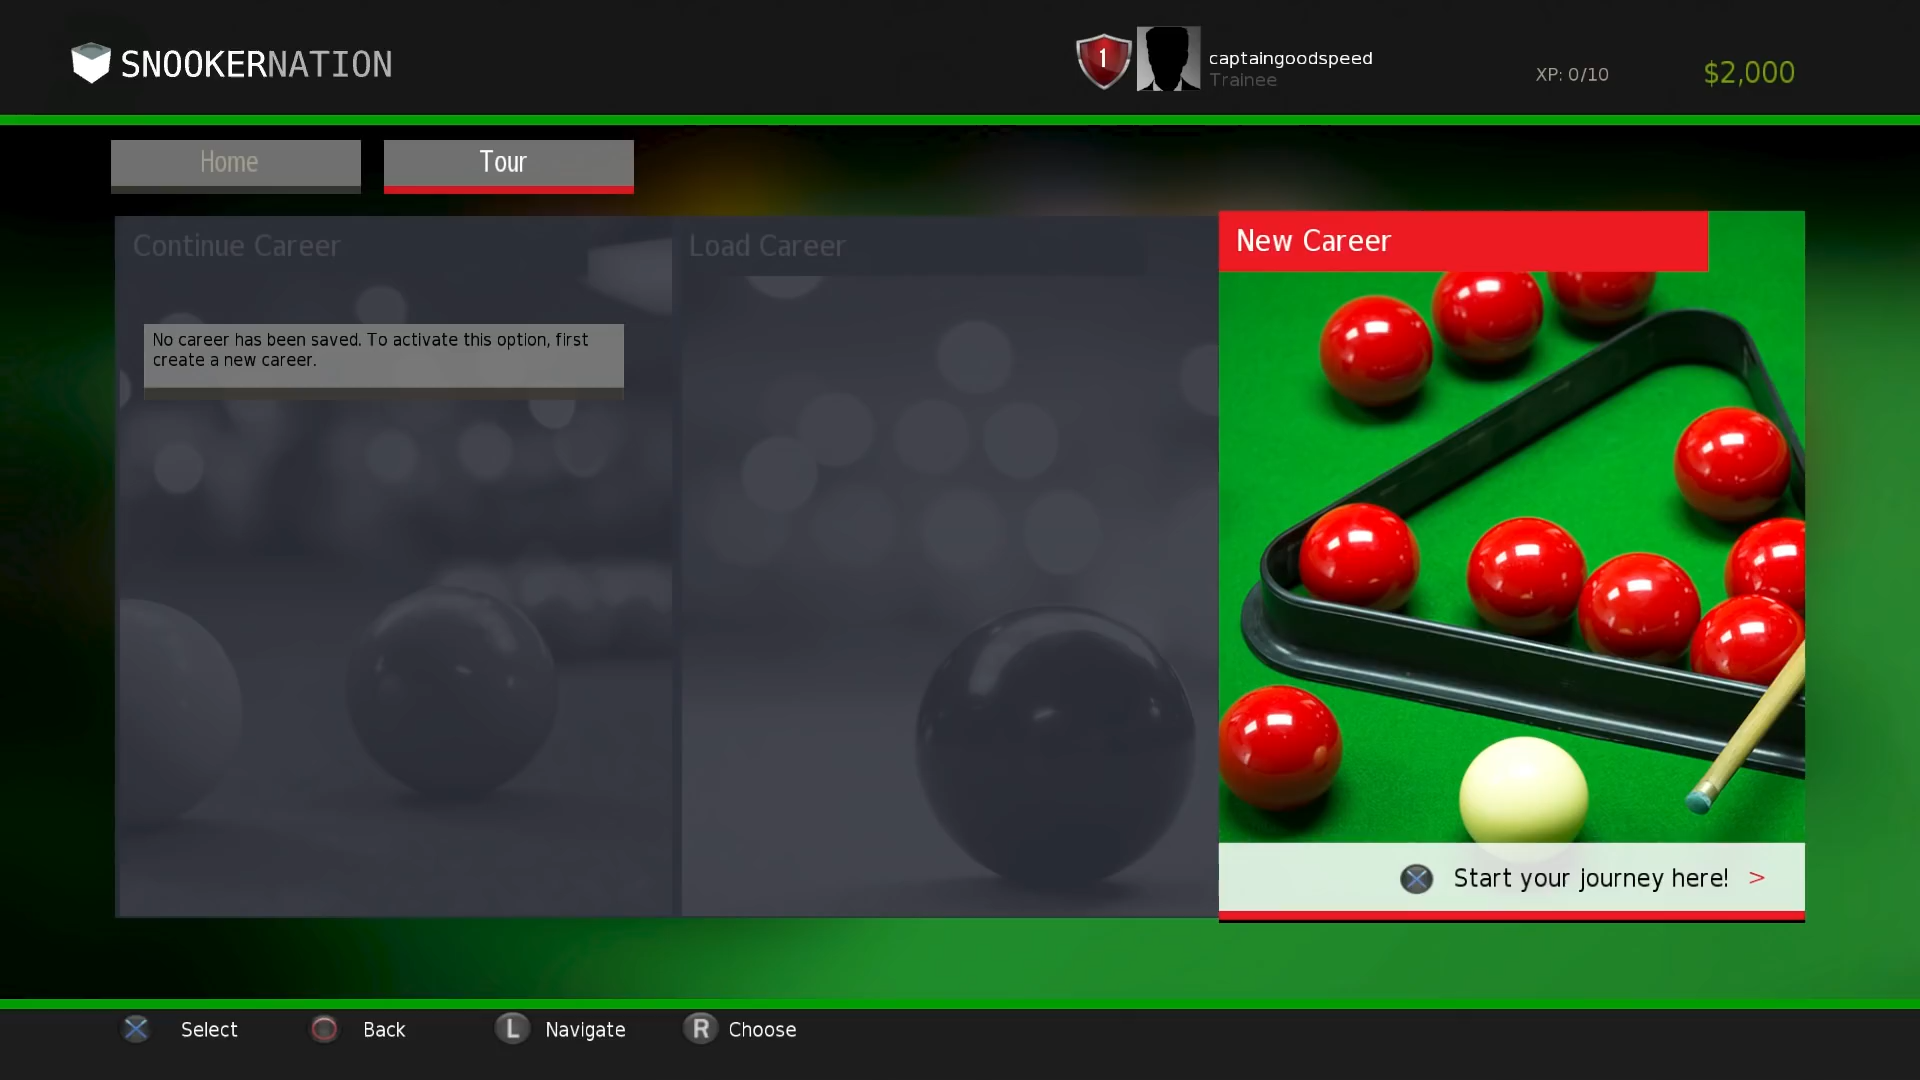 SNOOKERNATION
1
captaingoodspeed
Trainee
XP: 0/10
$2,000
Home
Tour
Continue Career
Load Career
New Career
No career has been saved. To activate this option, first
create a new career.
Start your journey here! >
Select
Back
L
Navigate
R
Choose